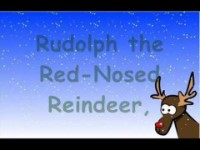 Rudolph the
Red-Nosed
Reindeer,